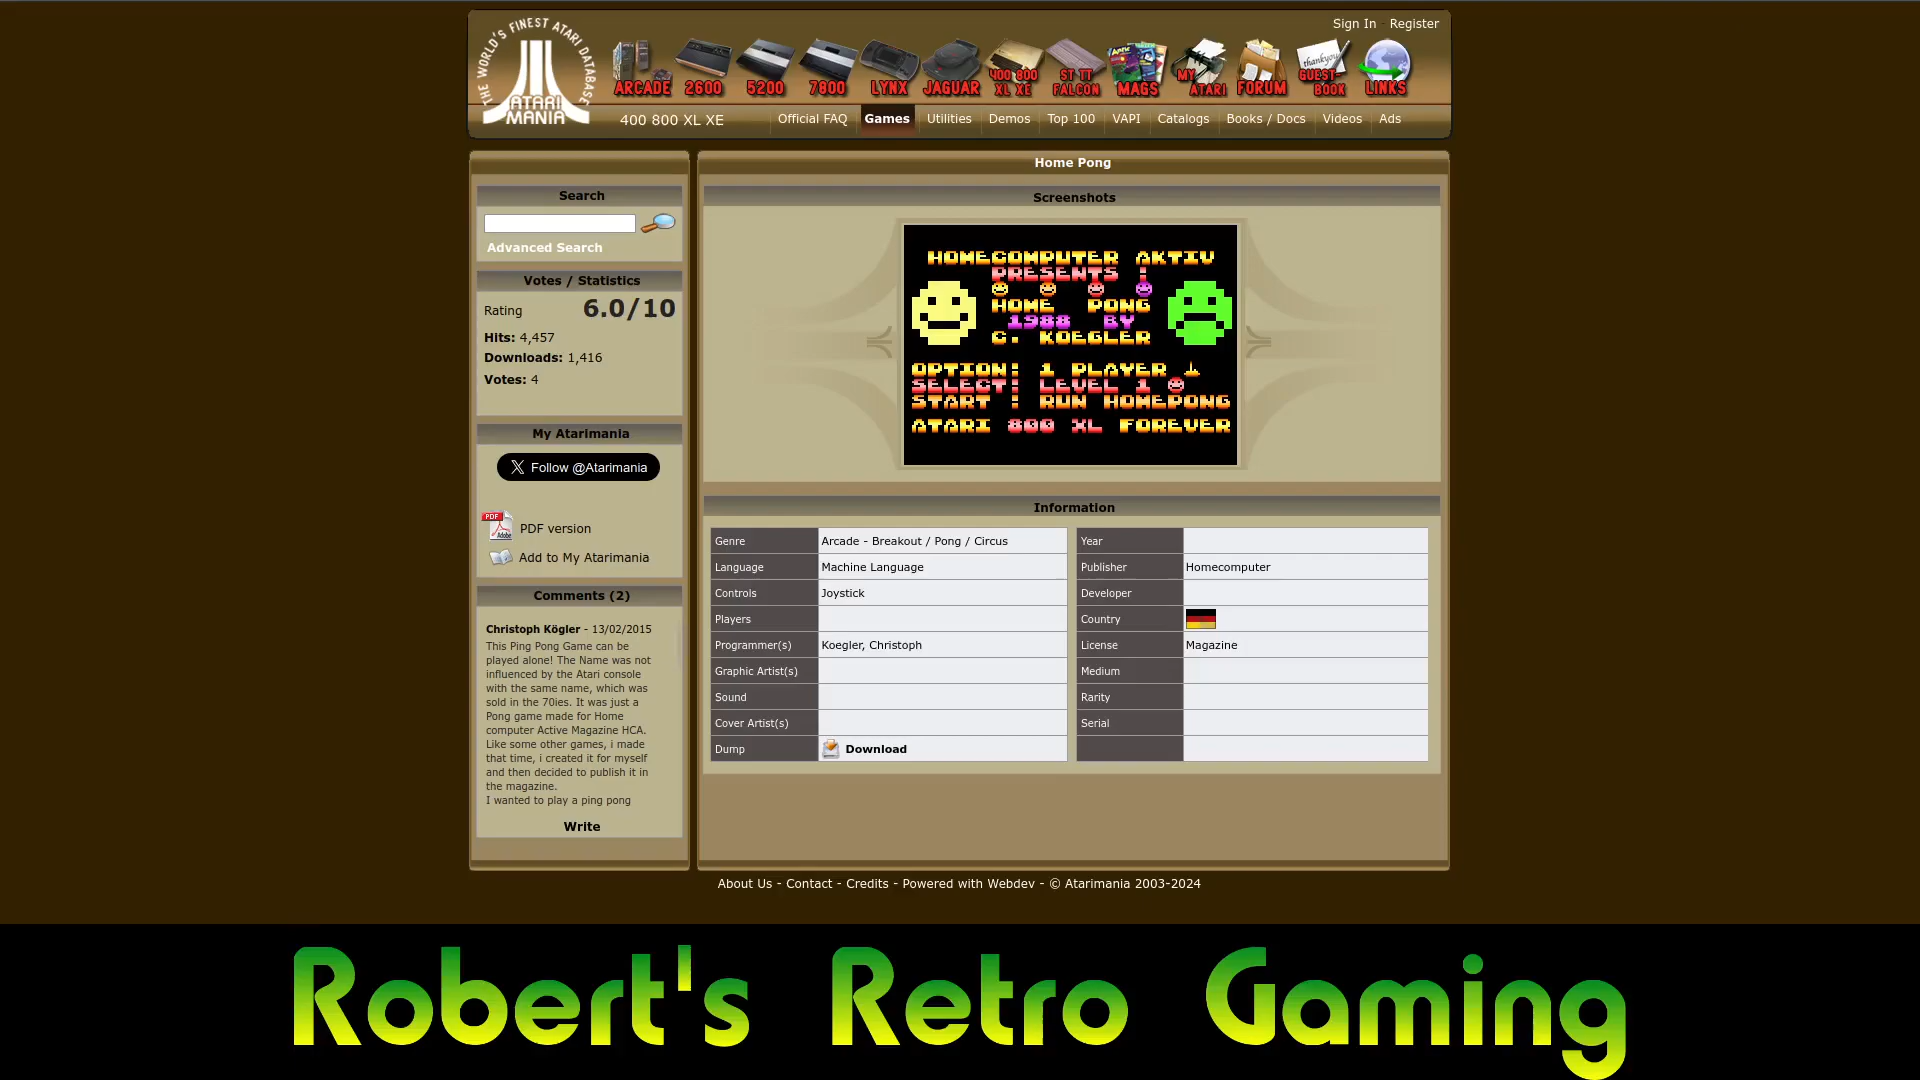 Sign In - Register
THE WORLD'S FINEST ATARI DATABASE
ATARI
MANIA
ARCADE 2600 5200 7800 LYNX JAGUAR 400 800 XL XE ST TT FALCON MAGS MY ATARI FORUM GUEST-BOOK LINKS
400 800 XL XE
Official FAQ Games Utilities Demos Top 100 VAPI Catalogs Books / Docs Videos Ads
Search
Advanced Search
Votes / Statistics
Rating 6.0/10
Hits: 4,457
Downloads: 1,416
Votes: 4
My Atarimania
Follow @Atarimania
PDF version
Add to My Atarimania
Comments (2)
Christoph Kögler - 13/02/2015
This Ping Pong Game can be
played alone! The Name was not
influenced by the Atari console
with the same name, which was
sold in the 70ies. It was just a
Pong game made for Home
computer Active Magazine HCA.
Like some other games, i made
that time, i created it for myself
and then decided to publish it in
the magazine.
I wanted to play a ping pong
Write
Home Pong
Screenshots
HOMECOMPUTER AKTIV
PRESENTS !
HOME PONG
1988 BY
C. KOEGLER
OPTION! 1 PLAYER
SELECT! LEVEL 1
START ! RUN HOMEPONG
ATARI 800 XL FOREVER
Information
Genre Arcade - Breakout / Pong / Circus
Language Machine Language
Controls Joystick
Players
Programmer(s) Koegler, Christoph
Graphic Artist(s)
Sound
Cover Artist(s)
Dump Download
Year
Publisher Homecomputer
Developer
Country
License Magazine
Medium
Rarity
Serial
About Us - Contact - Credits - Powered with Webdev - © Atarimania 2003-2024
Robert's Retro Gaming